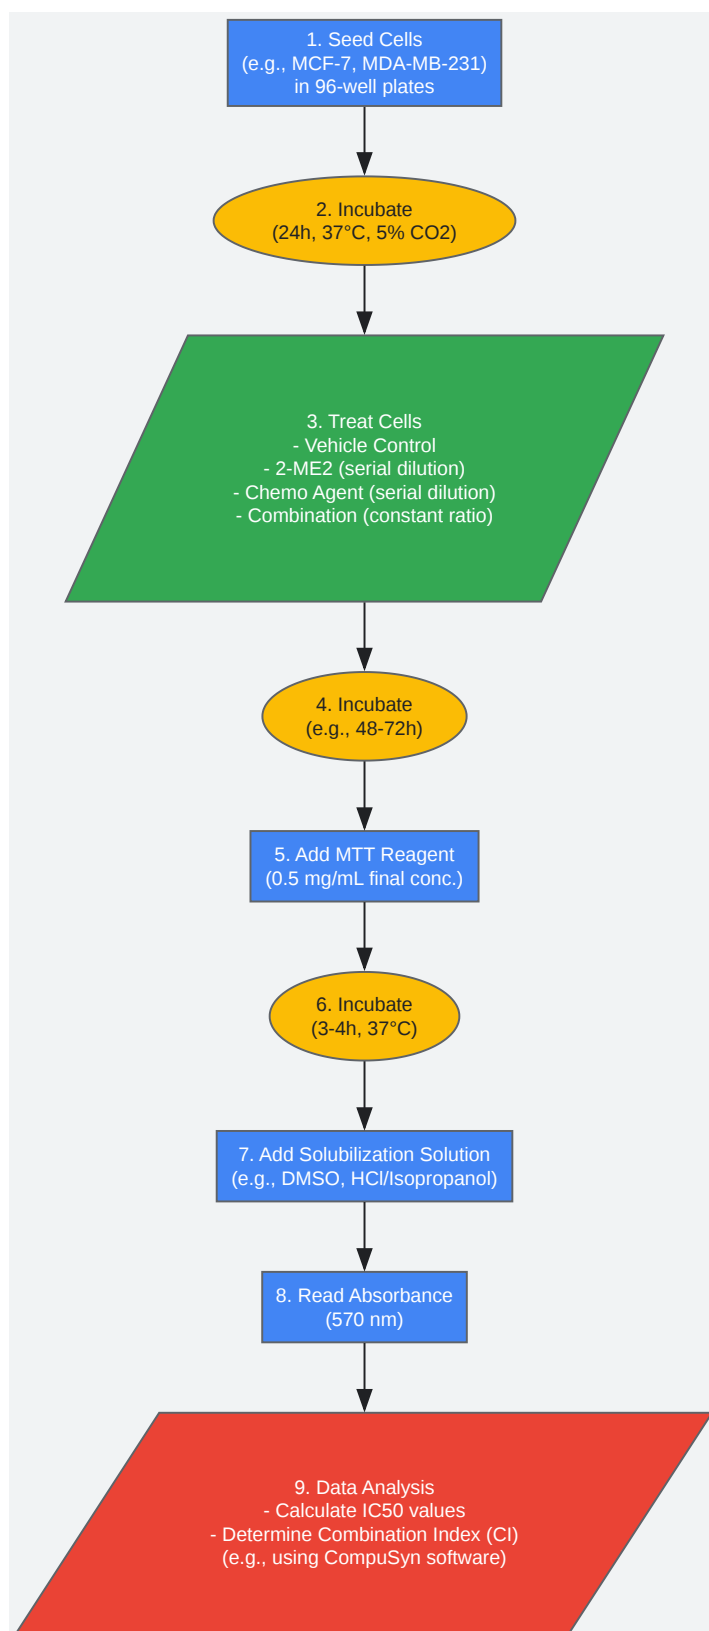 1. Seed Cells
(e.g., MCF-7, MDA-MB-231)
in 96-well plates
2. Incubate
(24h, 37°C, 5% CO2)
3. Treat Cells
- Vehicle Control
- 2-ME2 (serial dilution)
- Chemo Agent (serial dilution)
- Combination (constant ratio)
4. Incubate
(e.g., 48-72h)
5. Add MTT Reagent
(0.5 mg/mL final conc.)
6. Incubate
(3-4h, 37°C)
7. Add Solubilization Solution
(e.g., DMSO, HCl/Isopropanol)
8. Read Absorbance
(570 nm)
9. Data Analysis
- Calculate IC50 values
- Determine Combination Index (CI)
(e.g., using CompuSyn software)